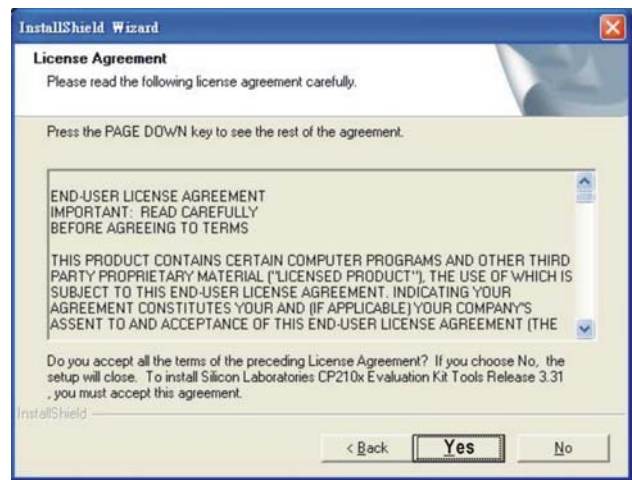 InstallShield Wizard
License Agreement
Please read the following license agreement carefully.
Press the PAGE DOWN key to see the rest of the agreement.
END-USER LICENSE AGREEMENT
IMPORTANT: READ CAREFULLY
BEFORE AGREEING TO TERMS
THIS PRODUCT CONTAINS CERTAIN COMPUTER PROGRAMS AND OTHER THIRD
PARTY PROPRIETARY MATERIAL ("LICENSED PRODUCT"), THE USE OF WHICH IS
SUBJECT TO THIS END-USER LICENSE AGREEMENT. INDICATING YOUR
AGREEMENT CONSTITUTES YOUR AND (IF APPLICABLE) YOUR COMPANY'S
ASSENT TO AND ACCEPTANCE OF THIS END-USER LICENSE AGREEMENT (THE
Do you accept all the terms of the preceding License Agreement? If you choose No, the
setup will close. To install Silicon Laboratories CP210x Evaluation Kit Tools Release 3.31
, you must accept this agreement.
InstallShield
< Back Yes No